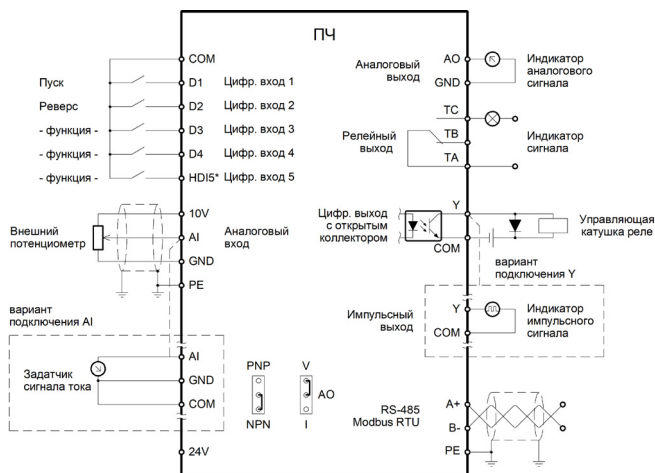 ПЧ
COM
Пуск
D1 Цифр. вход 1
Реверс
D2 Цифр. вход 2
- функция -
D3 Цифр. вход 3
- функция -
D4 Цифр. вход 4
- функция -
HDI5* Цифр. вход 5
10V
Внешний
потенциометр
AI
Аналоговый
вход
GND
PE
вариант
подключения AI
AI
Задатчик
сигнала тока
GND
COM
24V
PNP
NPN
V
AO
I
Аналоговый
выход
AO
GND
Индикатор
аналогового
сигнала
TC
Релейный
выход
TB
TA
Индикатор
сигнала
Y
Цифр. выход
с открытым
коллектором
COM
Управляющая
катушка реле
вариант
подключения Y
Импульсный
выход
Y
COM
Индикатор
импульсного
сигнала
RS-485
Modbus RTU
A+
B-
PE